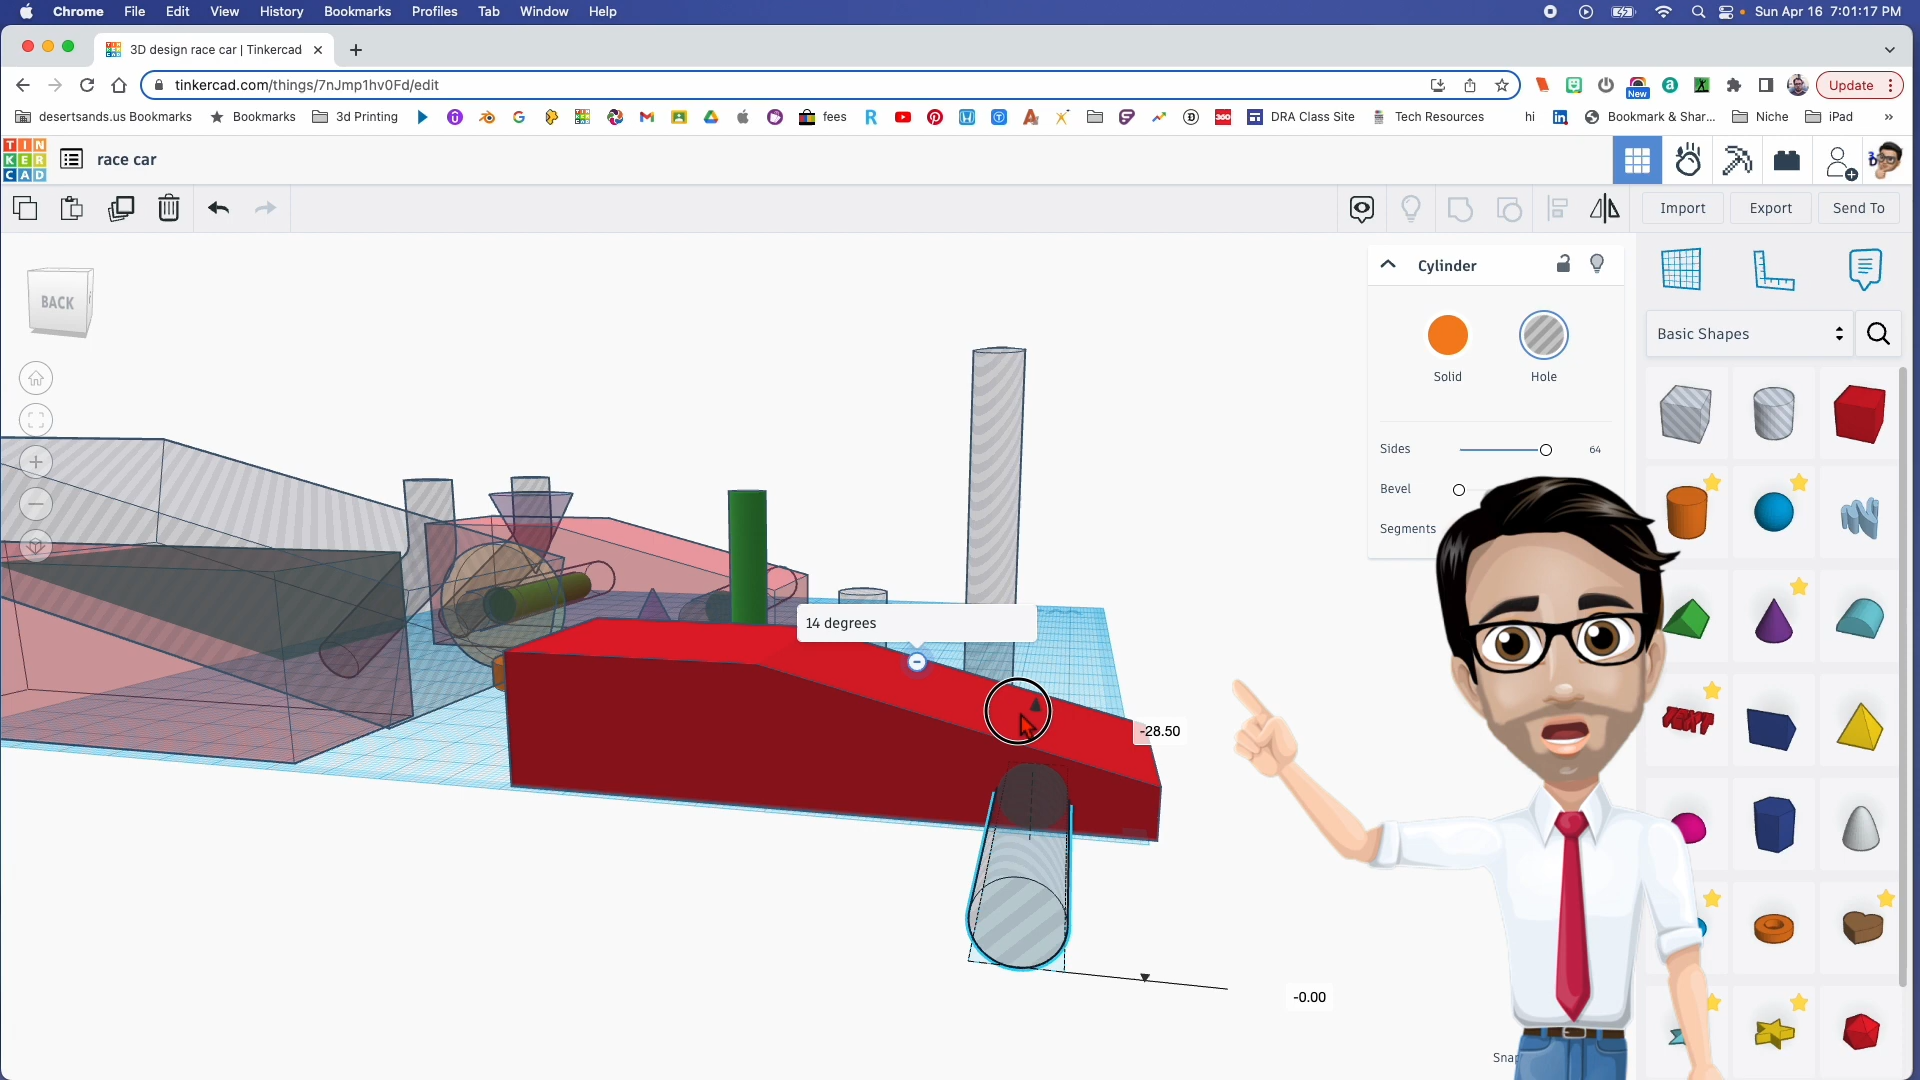 Chrome File Edit View History Bookmarks Profiles Tab Window Help Sun Apr 16 7:01:17 PM
3D design race car | Tinkercad
tinkercad.com/things/7nJmp1hv0Fd/edit New Update
desertsands.us Bookmarks Bookmarks 3d Printing fees DRA Class Site Tech Resources hi Bookmark & Shar... Niche iPad »
TIN
KER
CAD
race car
Import Export Send To
BACK
Cylinder
Solid Hole
Sides 64
Bevel
Segments
Basic Shapes
TEXT
14 degrees
-28.50
-0.00
Snap